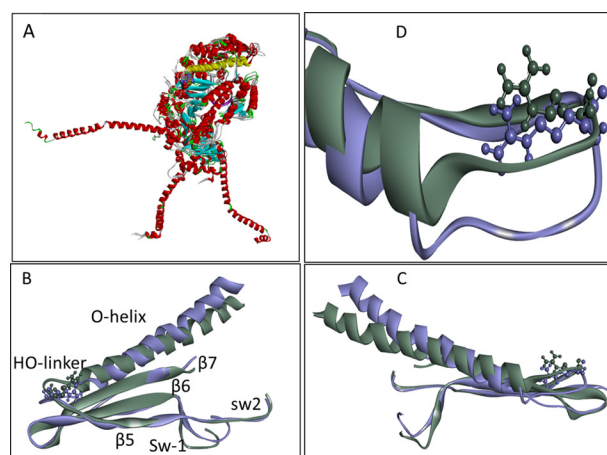 A
D
B
O-helix
HO-linker
β7
β6
sw2
β5
Sw-1
C